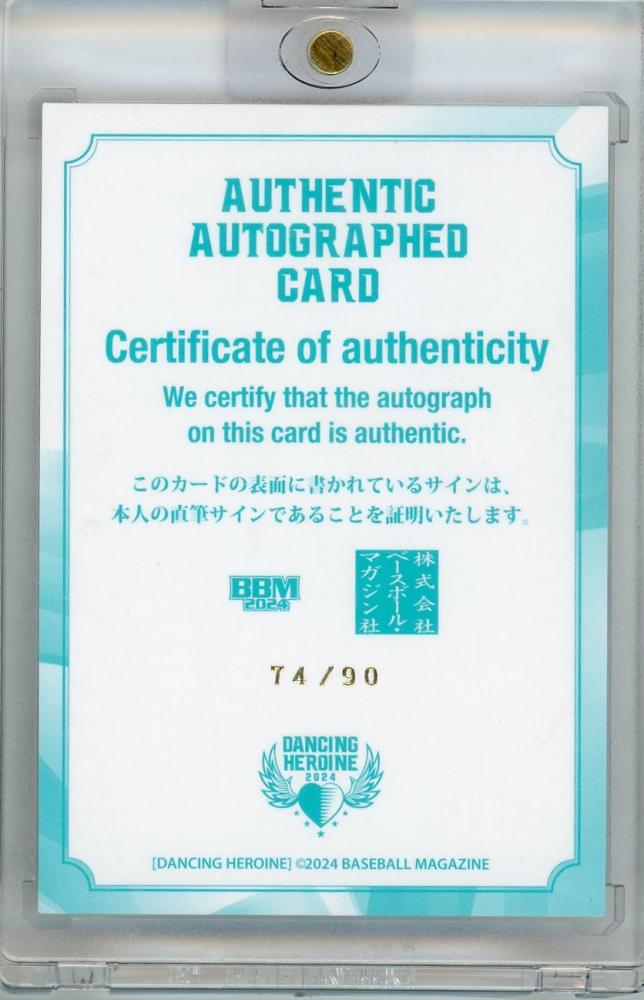 AUTHENTIC
AUTOGRAPHED
CARD
Certificate of authenticity
We certify that the autograph
on this card is authentic.
このカードの表面に書かれているサインは、
本人の直筆サインであることを証明いたします。
BBM
2024
株式会社
ベースボール・
マガジン社
74/90
DANCING
HEROINE
2024
[DANCING HEROINE] ©2024 BASEBALL MAGAZINE